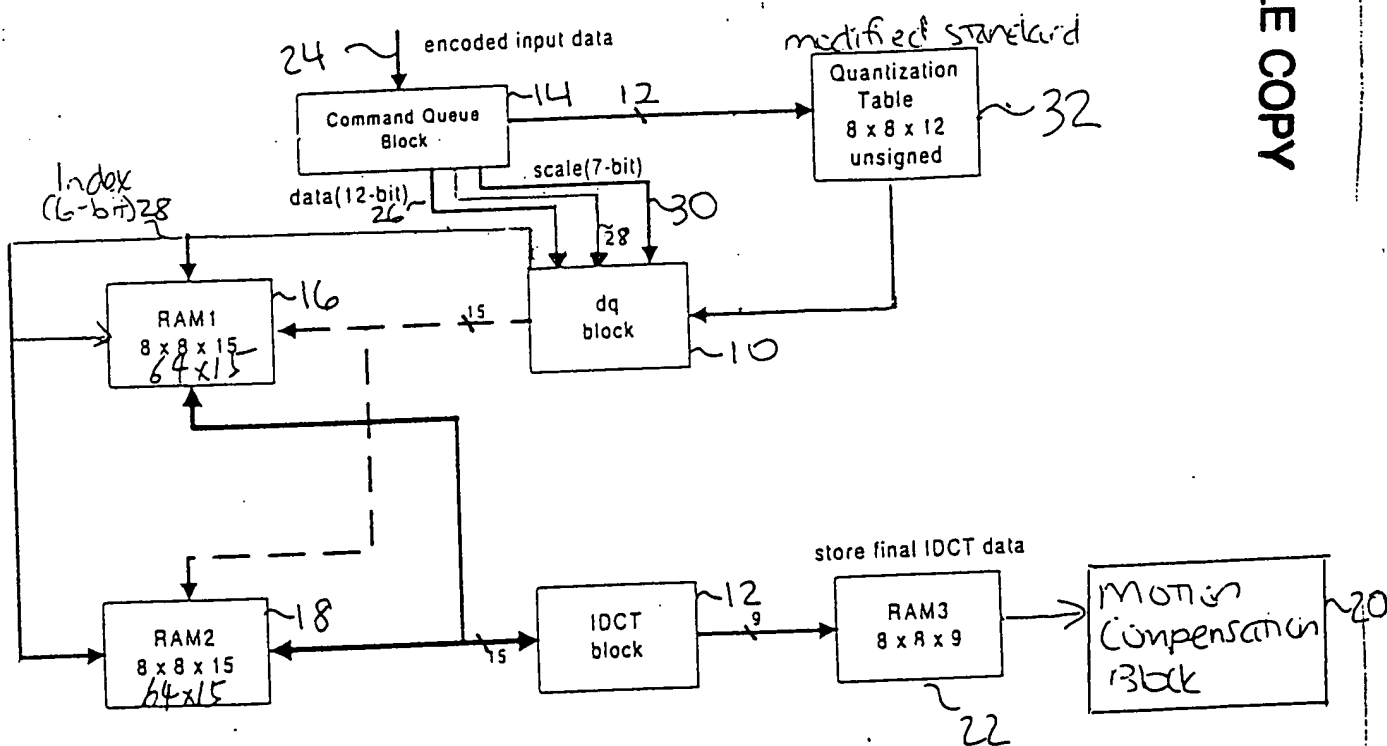 LE COPY
24
encoded input data
modified standard
14
12
Command Queue
Block
Quantization
Table
8 x 8 x 12
unsigned
32
scale(7-bit)
data(12-bit)
26
28
30
Index
(6-bit) 28
16
RAM1
8 x 8 x 15
64x15
15
dq
block
10
store final IDCT data
18
RAM2
8 x 8 x 15
64x15
15
12
IDCT
block
9
RAM3
8 x 8 x 9
22
Motion
Compensation
Block
20